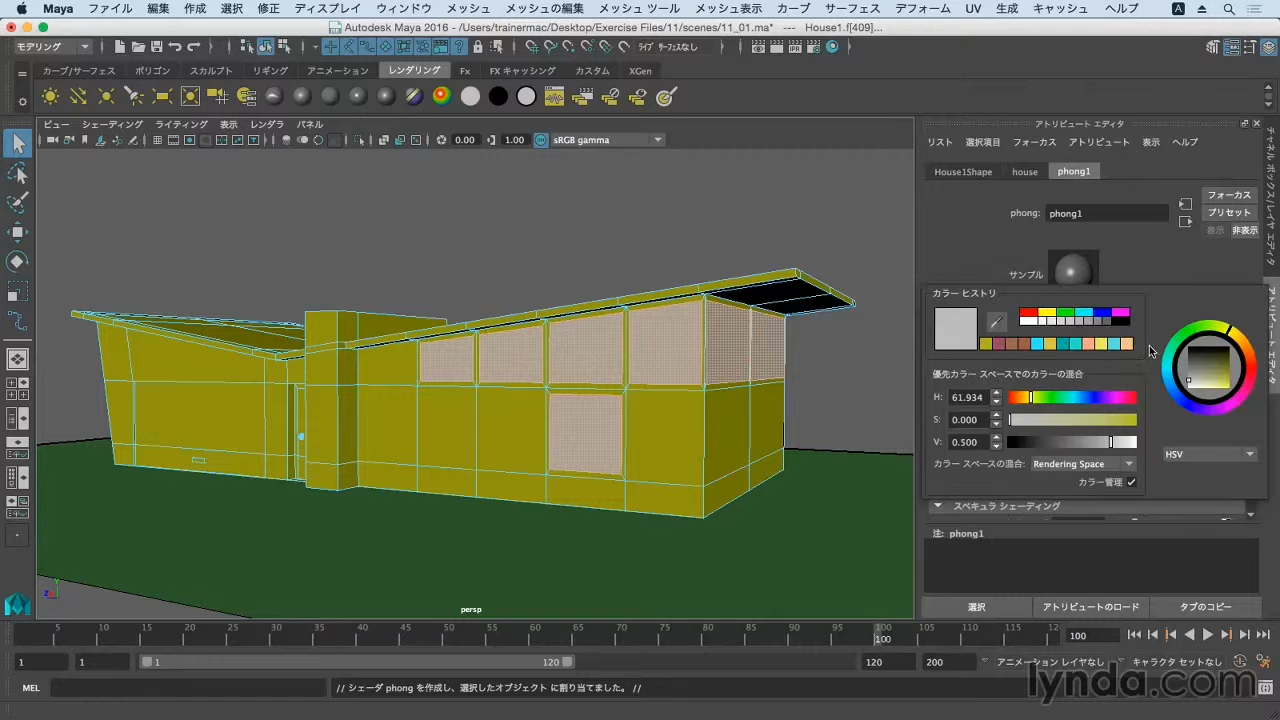 Maya ファイル 編集 作成 選択 修正 ディスプレイ ウィンドウ メッシュ メッシュの編集 メッシュ ツール メッシュ表示 カーブ サーフェス デフォーム UV 生成 キャッシュ ヘルプ
Autodesk Maya 2016 - /Users/trainermac/Desktop/Exercise Files/11/scenes/11_01.ma* --- House1.f[409]...
モデリング ライブ サーフェスなし
カーブ/サーフェス ポリゴン スカルプト リギング アニメーション レンダリング Fx FX キャッシング カスタム XGen
ビュー シェーディング ライティング 表示 レンダラ パネル
0.00 1.00 sRGB gamma
アトリビュート エディタ
リスト 選択項目 フォーカス アトリビュート 表示 ヘルプ
House1Shape house phong1
フォーカス
phong: phong1 プリセット
表示 非表示
サンプル
カラー ヒストリ
優先カラー スペースでのカラーの混合
H: 61.934
S: 0.000
V: 0.500
HSV
カラー スペースの混合: Rendering Space
カラー管理
スペキュラ シェーディング
注: phong1
選択 アトリビュートのロード タブのコピー
チャネル ボックス/レイヤ エディタ
persp
5 10 15 20 25 30 35 40 45 50 55 60 65 70 75 80 85 90 95 100 105 110 115 12
100 100
1 1 1 120 120 200 アニメーション レイヤなし キャラクタ セットなし
MEL // シェーダ phong を作成し、選択したオブジェクト に割り当てました。 //
lynda.com